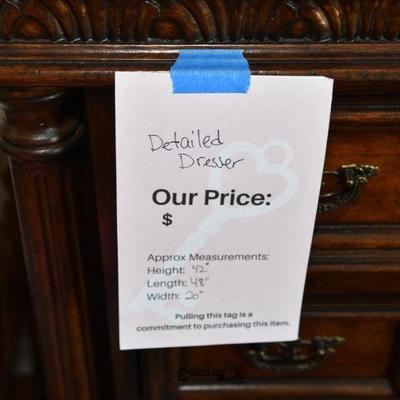 Detailed
Dresser
Our Price:
$
Approx Measurements:
Height: 42"
Length: 48"
Width: 20"
Pulling this tag is a
commitment to purchasing this item.